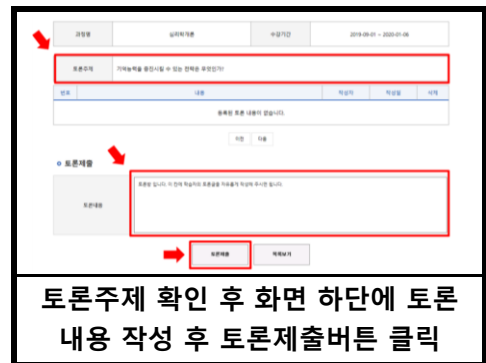 과정명 심리학개론 수강기간 2019-09-01 ~ 2020-01-06
토론주제 기억능력을 증진시킬 수 있는 전략은 무엇인가?
번호 내용 작성자 작성일 삭제
등록된 토론 내용이 없습니다.
이전 다음
토론제출
토론내용
토론방 입니다. 이 란에 학습자의 토론글을 자유롭게 작성해 주시면 됩니다.
토론제출 목록보기
토론주제 확인 후 화면 하단에 토론
내용 작성 후 토론제출버튼 클릭